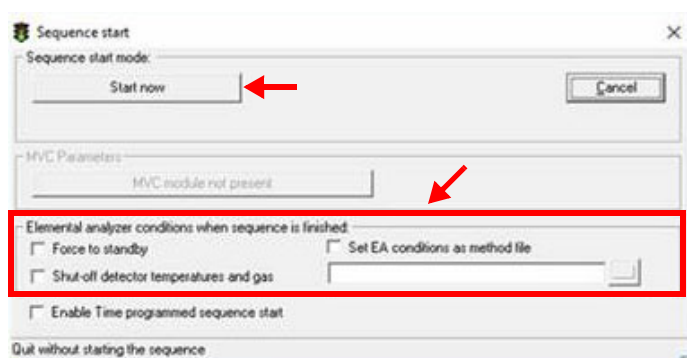 Sequence start
Sequence start mode:
Start now
Cancel
MVC Parameters
MVC module not present
Elemental analyzer conditions when sequence is finished:
Force to standby
Set EA conditions as method file
Shut-off detector temperatures and gas
...
Enable Time programmed sequence start
Quit without starting the sequence